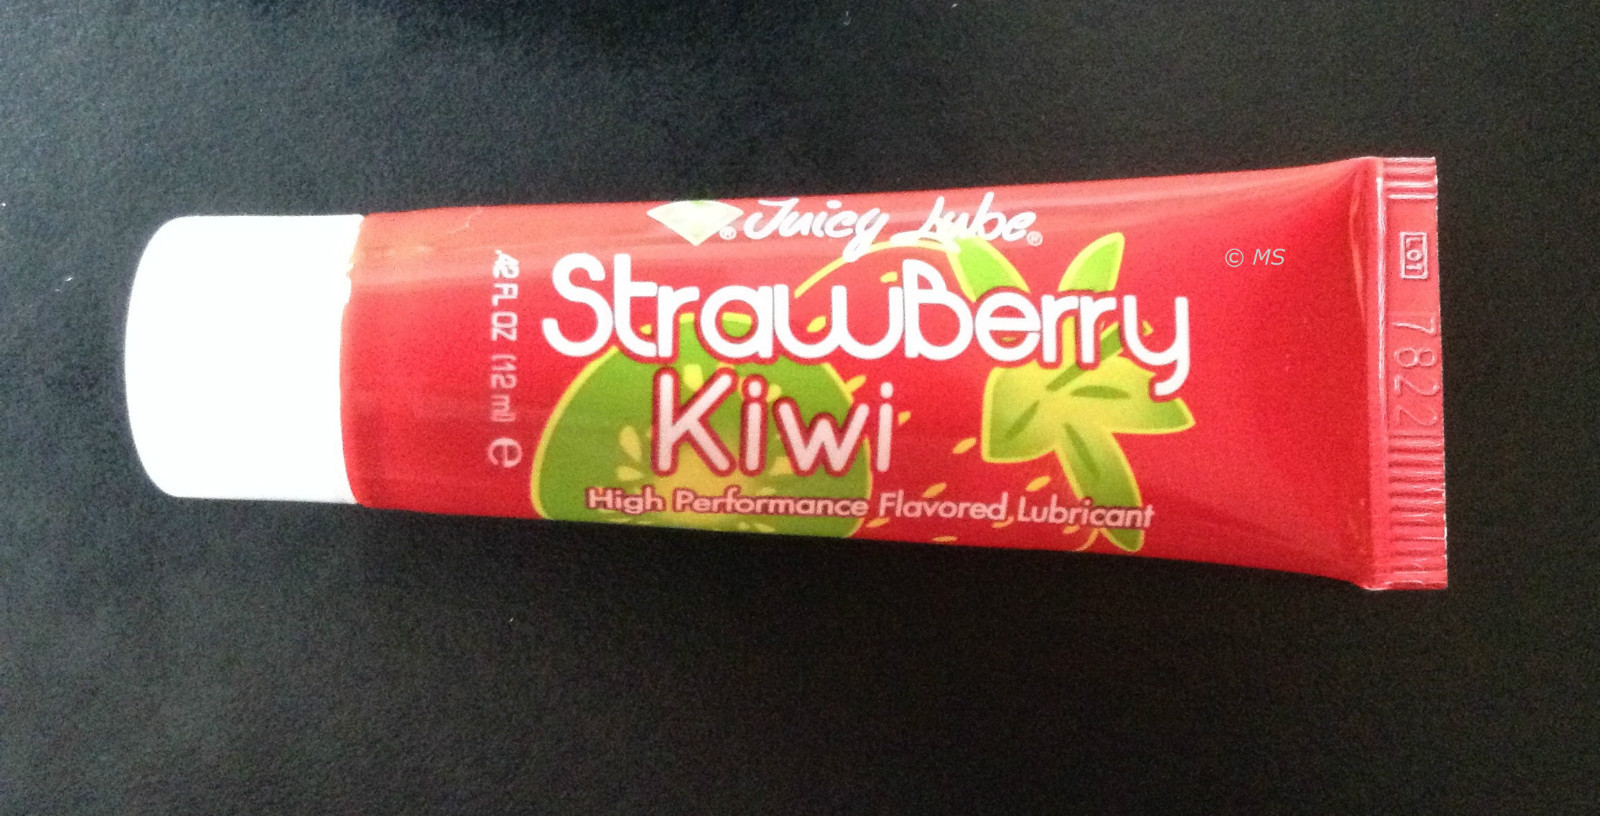 Juicy Lube®
StrawBerry
Kiwi
High Performance Flavored Lubricant
.42 FL OZ (12 ml) e
© MS
LOT
7822